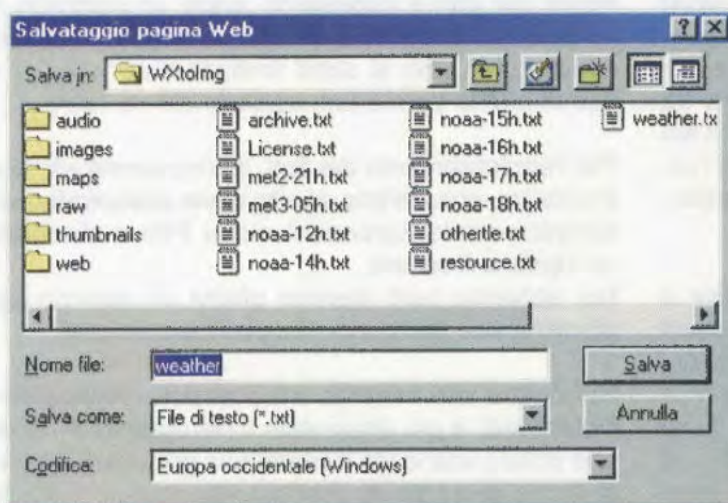 Salvataggio pagina Web
Salva in: WXtoImg
audio
images
maps
raw
thumbnails
web
archive.txt
License.txt
met2-21h.txt
met3-05h.txt
noaa-12h.txt
noaa-14h.txt
noaa-15h.txt
noaa-16h.txt
noaa-17h.txt
noaa-18h.txt
othertle.txt
resource.txt
weather.tx
Nome file: weather Salva
Salva come: File di testo (*.txt) Annulla
Codifica: Europa occidentale (Windows)